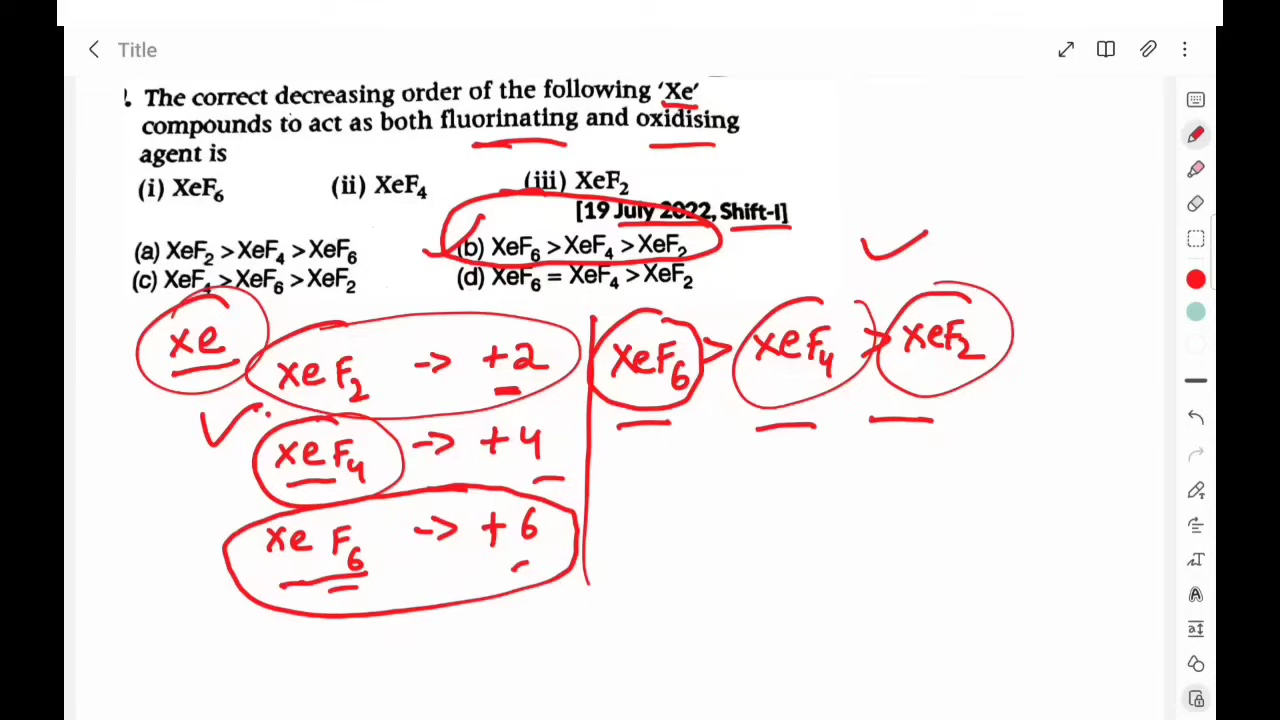 Title
. The correct decreasing order of the following ‘Xe’
compounds to act as both fluorinating and oxidising
agent is
(i) XeF6 (ii) XeF4 (iii) XeF2
[19 July 2022, Shift-I]
(a) XeF2 > XeF4 > XeF6 (b) XeF6 > XeF4 > XeF2
(c) XeF4 > XeF6 > XeF2 (d) XeF6 = XeF4 > XeF2
xe
xeF2 -> +2
xeF4 -> +4
xeF6 -> +6
xeF6 > xeF4 > xeF2